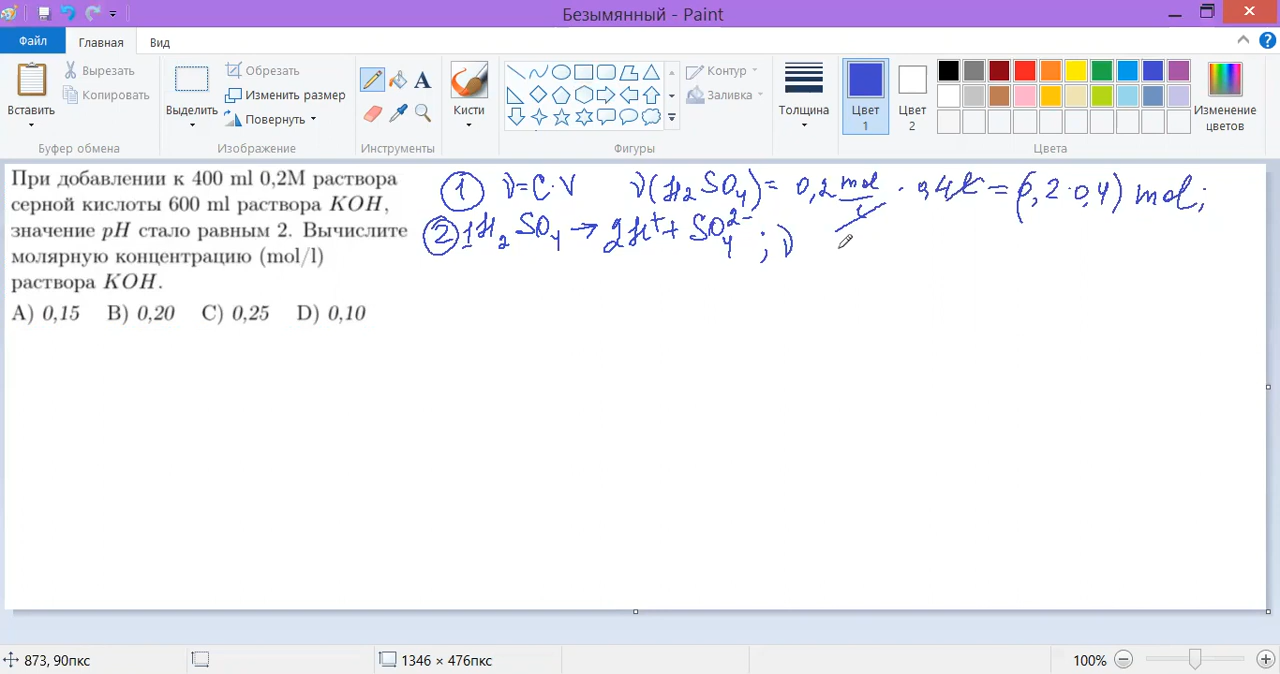 Безымянный - Paint
Файл
Главная
Вид
Вставить
Вырезать
Копировать
Буфер обмена
Выделить
Обрезать
Изменить размер
Повернуть
Изображение
A
Инструменты
Кисти
Контур
Заливка
Фигуры
Толщина
Цвет 1
Цвет 2
Изменение цветов
Цвета
При добавлении к 400 ml 0,2M раствора
серной кислоты 600 ml раствора KOH,
значение pH стало равным 2. Вычислите
молярную концентрацию (mol/l)
раствора KOH.
A) 0,15 B) 0,20 C) 0,25 D) 0,10
① ν=C·V ν(H₂SO₄)= 0,2 mol/l · 0,4 l = (0,2·0,4) mol;
② 1H₂SO₄ → 2H⁺ + SO₄²⁻ ; ν
873, 90пкс
1346 × 476пкс
100%